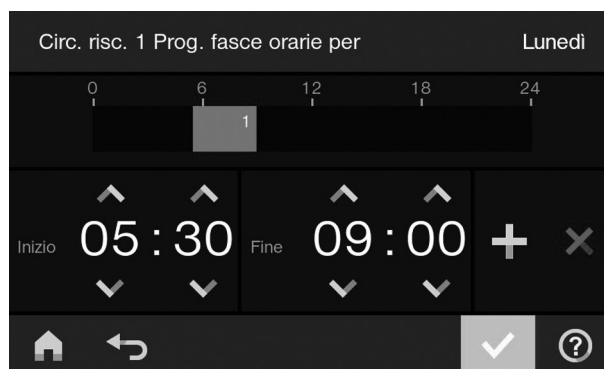 Circ. risc. 1 Prog. fasce orarie per Lunedì
0 6 12 18 24
1
Inizio 05 : 30 Fine 09 : 00
?